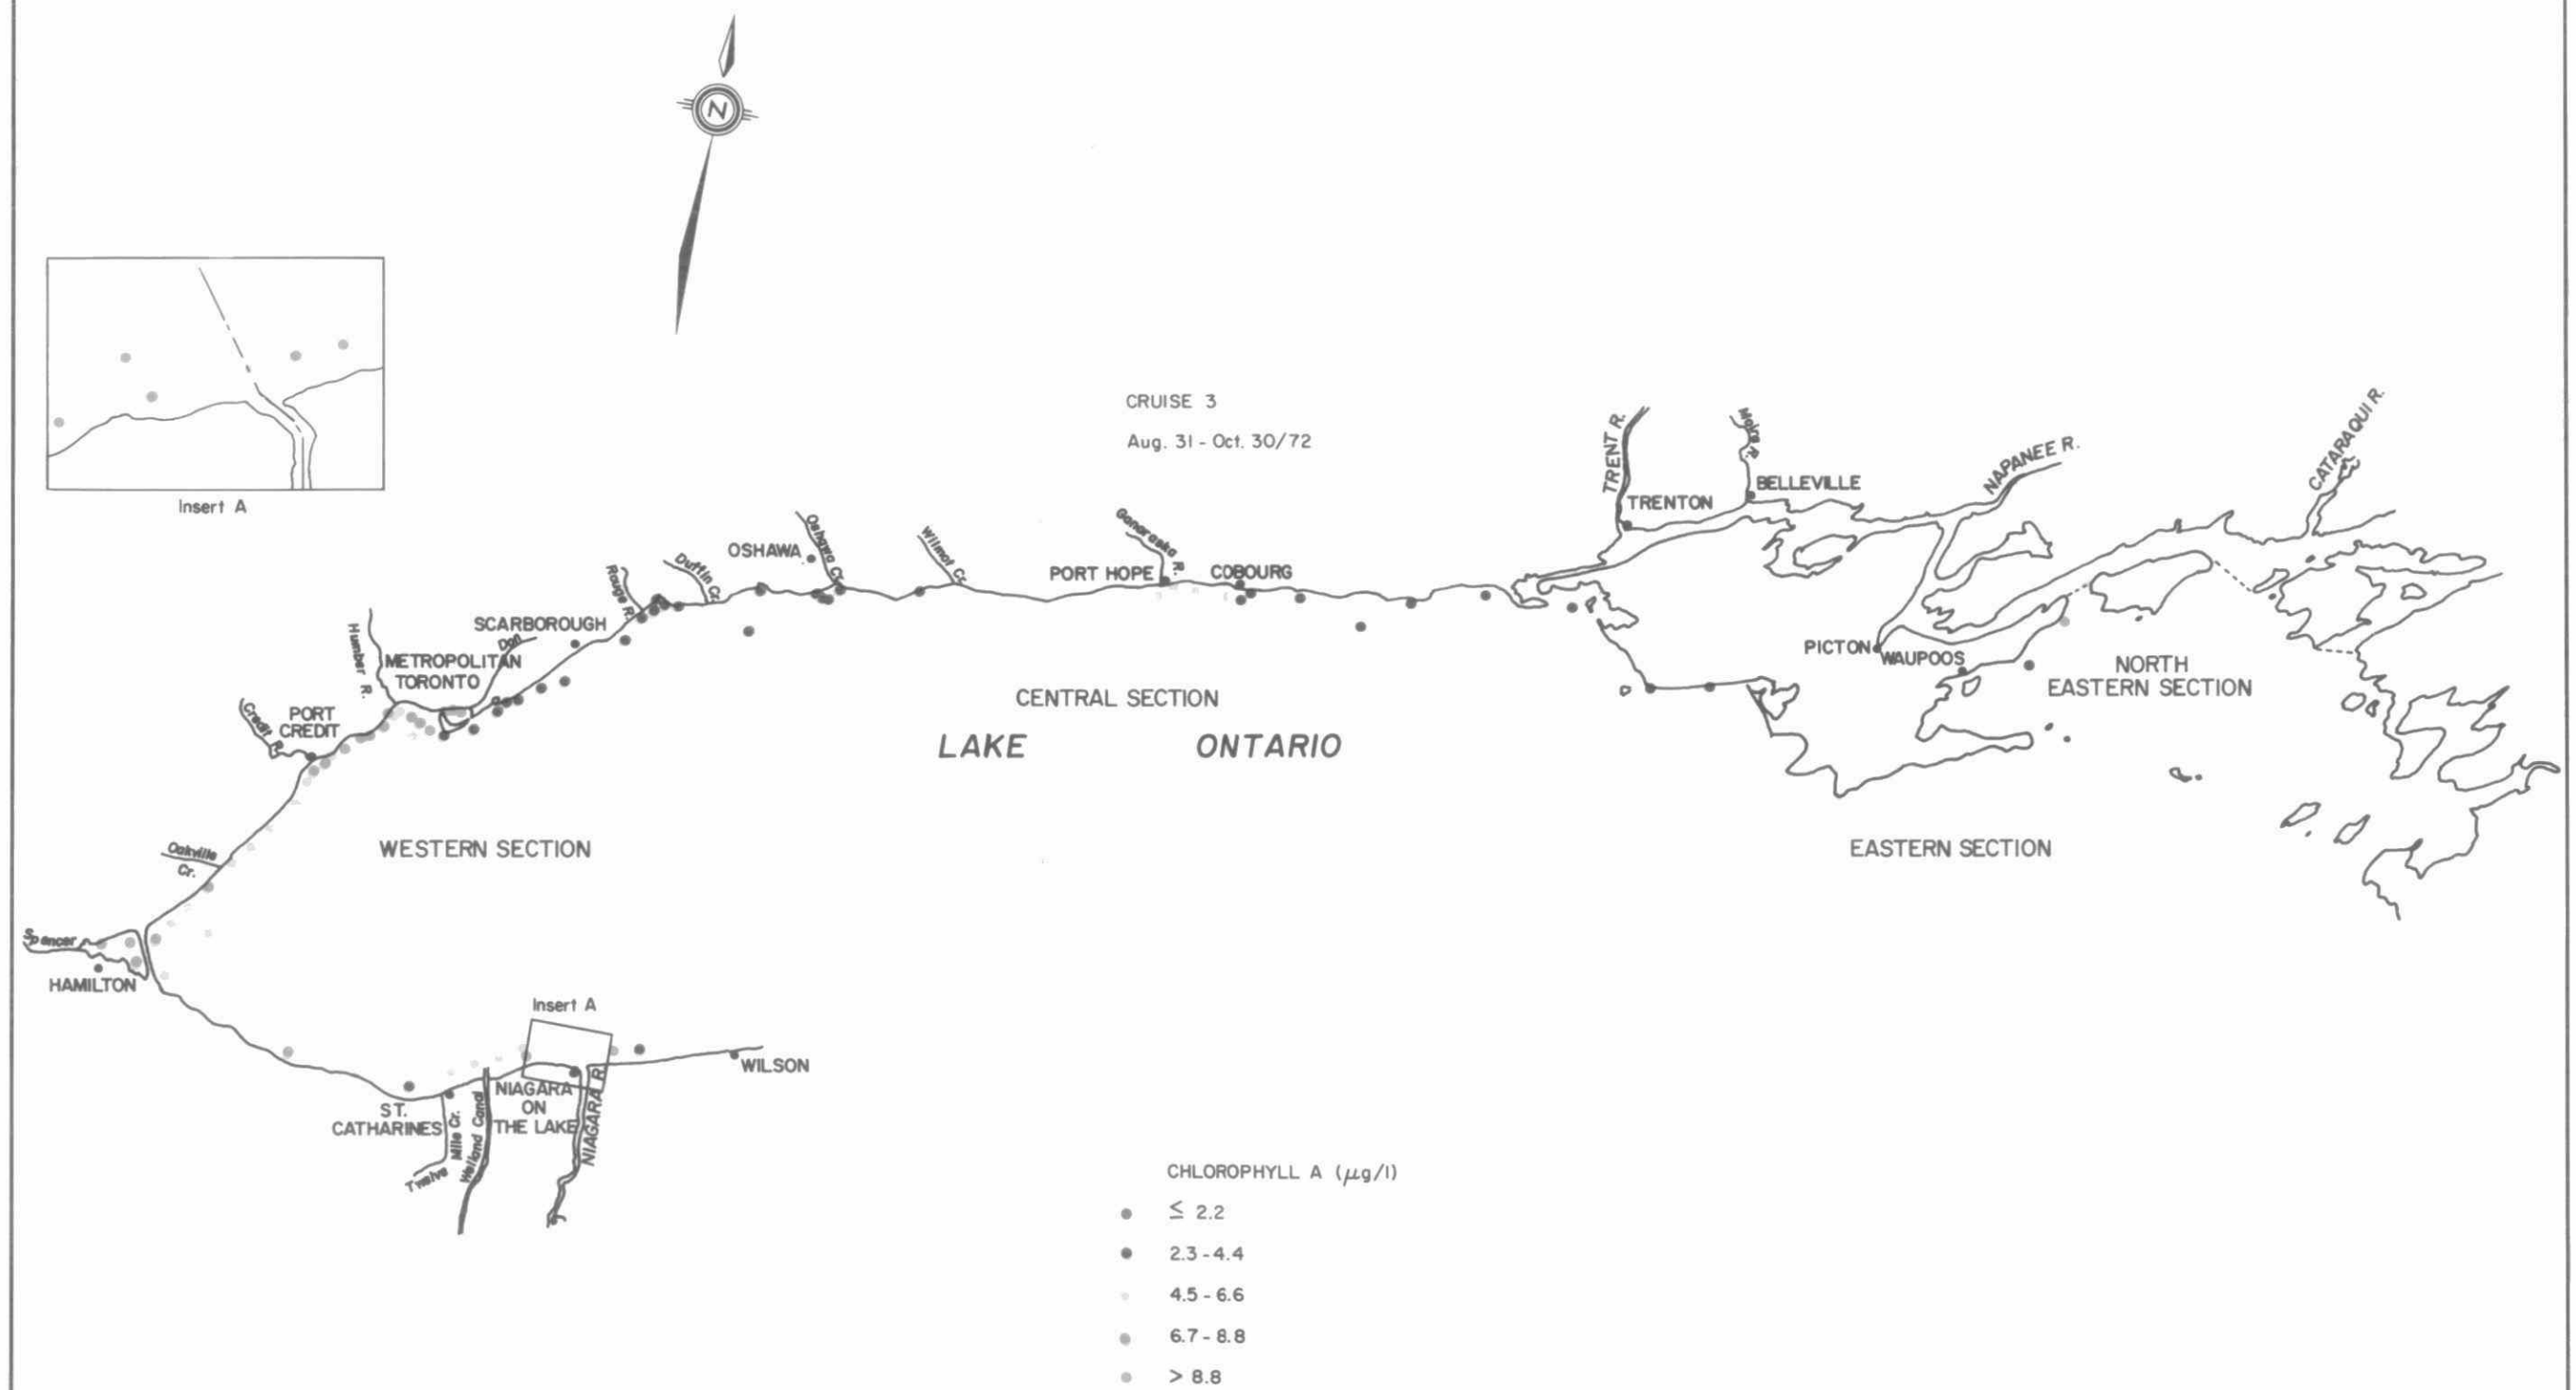 N
Insert A
CRUISE 3
Aug. 31 - Oct. 30/72
TRENT R.
Moira R.
NAPANEE R.
CATARAQUI R.
BELLEVILLE
TRENTON
Oshawa Cr.
Wilmot Cr.
Ganaraska R.
OSHAWA
Duffin Cr.
Rouge R.
PORT HOPE
COBOURG
SCARBOROUGH
Don
Humber R.
METROPOLITAN
TORONTO
PICTON
WAUPOOS
NORTH
EASTERN SECTION
Credit R.
PORT
CREDIT
CENTRAL SECTION
LAKE ONTARIO
WESTERN SECTION
EASTERN SECTION
Oakville
Cr.
Spencer
HAMILTON
Insert A
WILSON
NIAGARA
ON
THE LAKE
NIAGARA R.
ST.
CATHARINES
Twelve Mile Cr.
Welland Canal
CHLOROPHYLL A (μg/l)
≤ 2.2
2.3 - 4.4
4.5 - 6.6
6.7 - 8.8
> 8.8